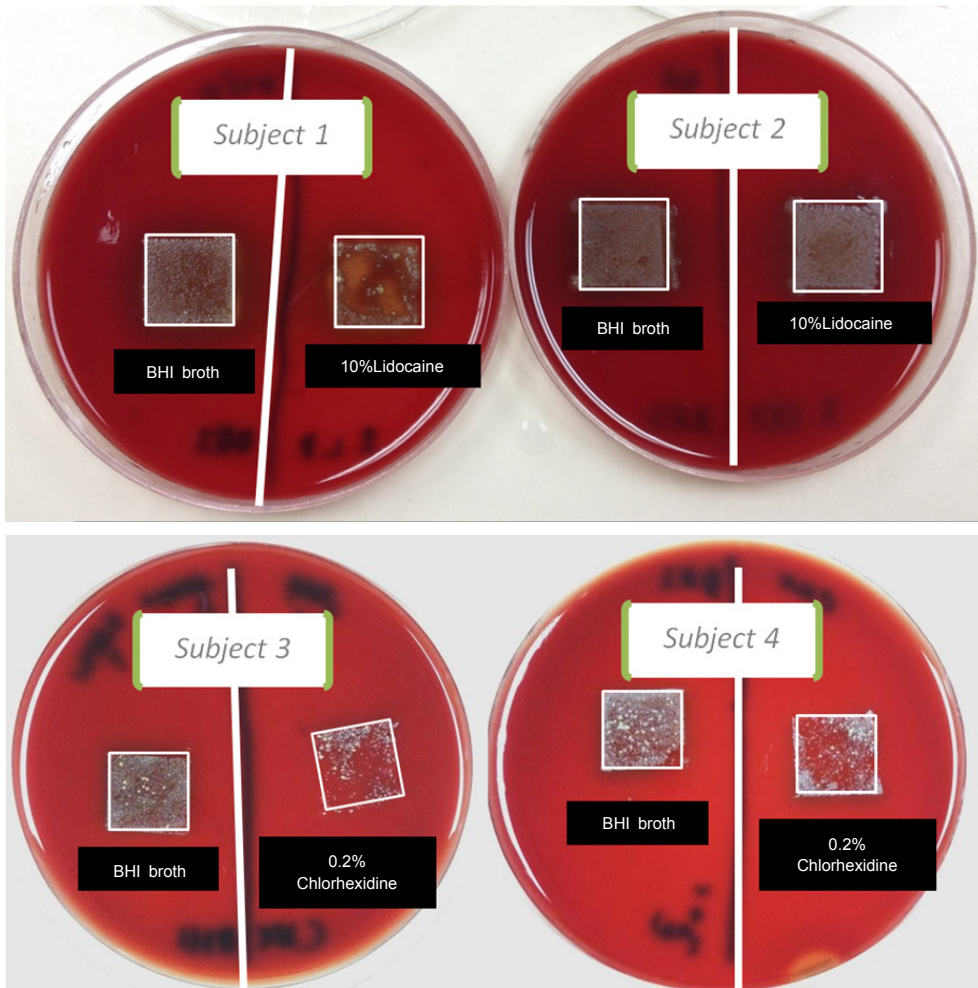 Subject 1
Subject 2
BHI broth
10%Lidocaine
BHI broth
10%Lidocaine
Subject 3
Subject 4
BHI broth
0.2%
Chlorhexidine
BHI broth
0.2%
Chlorhexidine